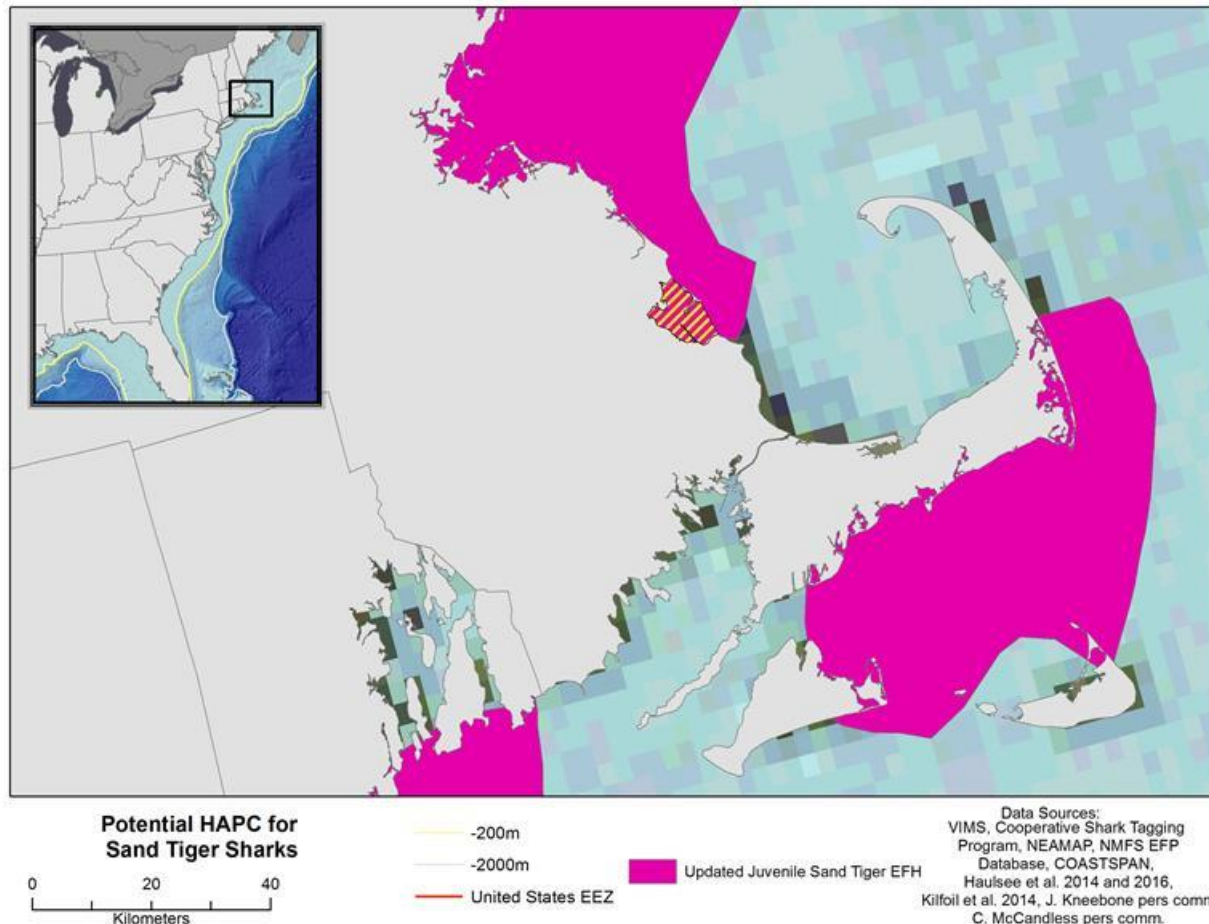 Potential HAPC for
Sand Tiger Sharks
0 20 40
Kilometers
-200m
-2000m
United States EEZ
Updated Juvenile Sand Tiger EFH
Data Sources:
VIMS, Cooperative Shark Tagging
Program, NEAMAP, NMFS EFP
Database, COASTSPAN,
Haulsee et al. 2014 and 2016,
Kilfoil et al. 2014, J. Kneebone pers comm
C. McCandless pers comm.